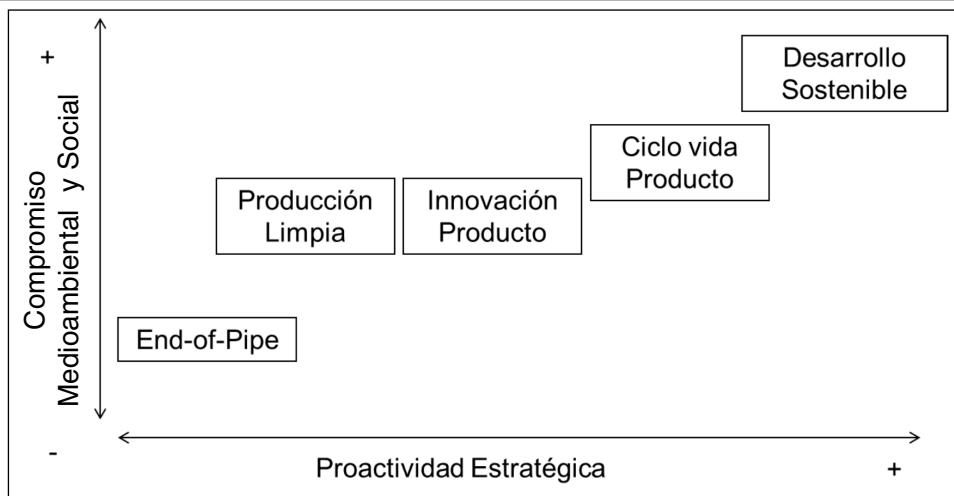 +
Compromiso
Medioambiental y Social
-
Desarrollo
Sostenible
Ciclo vida
Producto
Producción
Limpia
Innovación
Producto
End-of-Pipe
Proactividad Estratégica
+